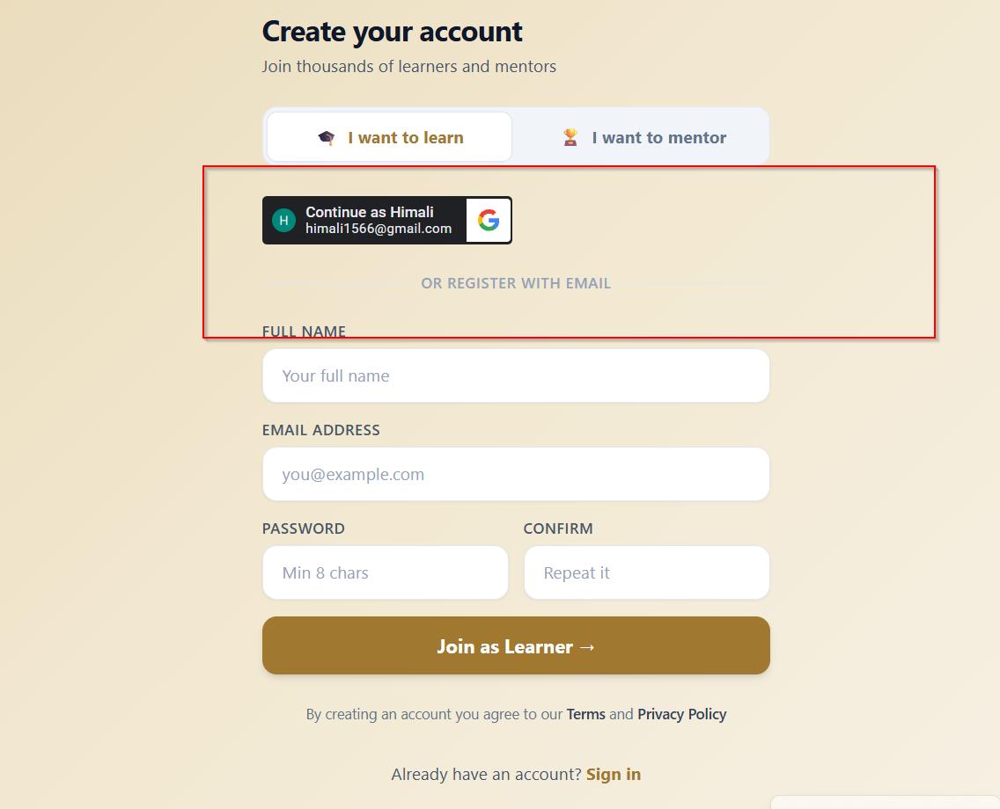 Create your account
Join thousands of learners and mentors
I want to learn
I want to mentor
H
Continue as Himali
himali1566@gmail.com
OR REGISTER WITH EMAIL
FULL NAME
Your full name
EMAIL ADDRESS
you@example.com
PASSWORD CONFIRM
Min 8 chars Repeat it
Join as Learner →
By creating an account you agree to our Terms and Privacy Policy
Already have an account? Sign in